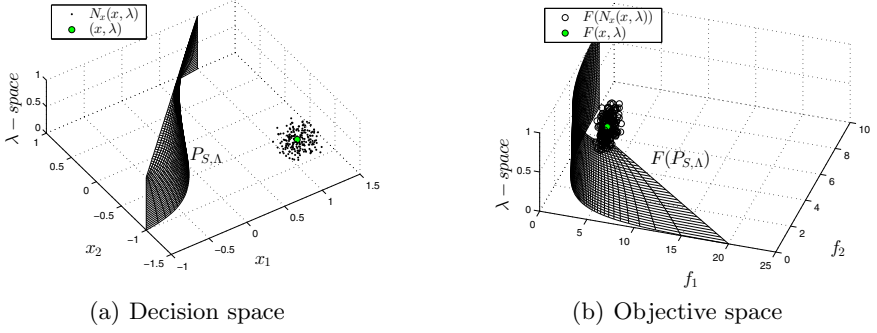 N_x(x, λ)
(x, λ)
λ − space
1
0.5
0
1
0.5
0
−0.5
−1
−1.5
x_2
−1
−0.5
0
0.5
1
1.5
x_1
P_{S,Λ}
(a) Decision space
F(N_x(x, λ))
F(x, λ)
λ − space
1
0.5
0
0
5
10
15
20
25
f_1
0
2
4
6
8
10
f_2
F(P_{S,Λ})
(b) Objective space